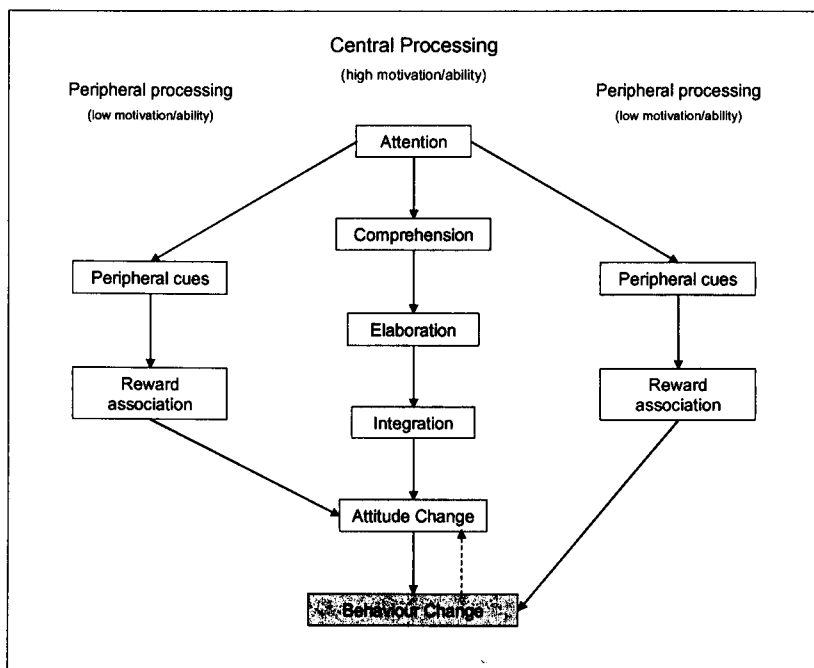 Central Processing
(high motivation/ability)
Peripheral processing
(low motivation/ability)
Peripheral processing
(low motivation/ability)
Attention
Comprehension
Peripheral cues
Peripheral cues
Elaboration
Reward
association
Reward
association
Integration
Attitude Change
Behaviour Change